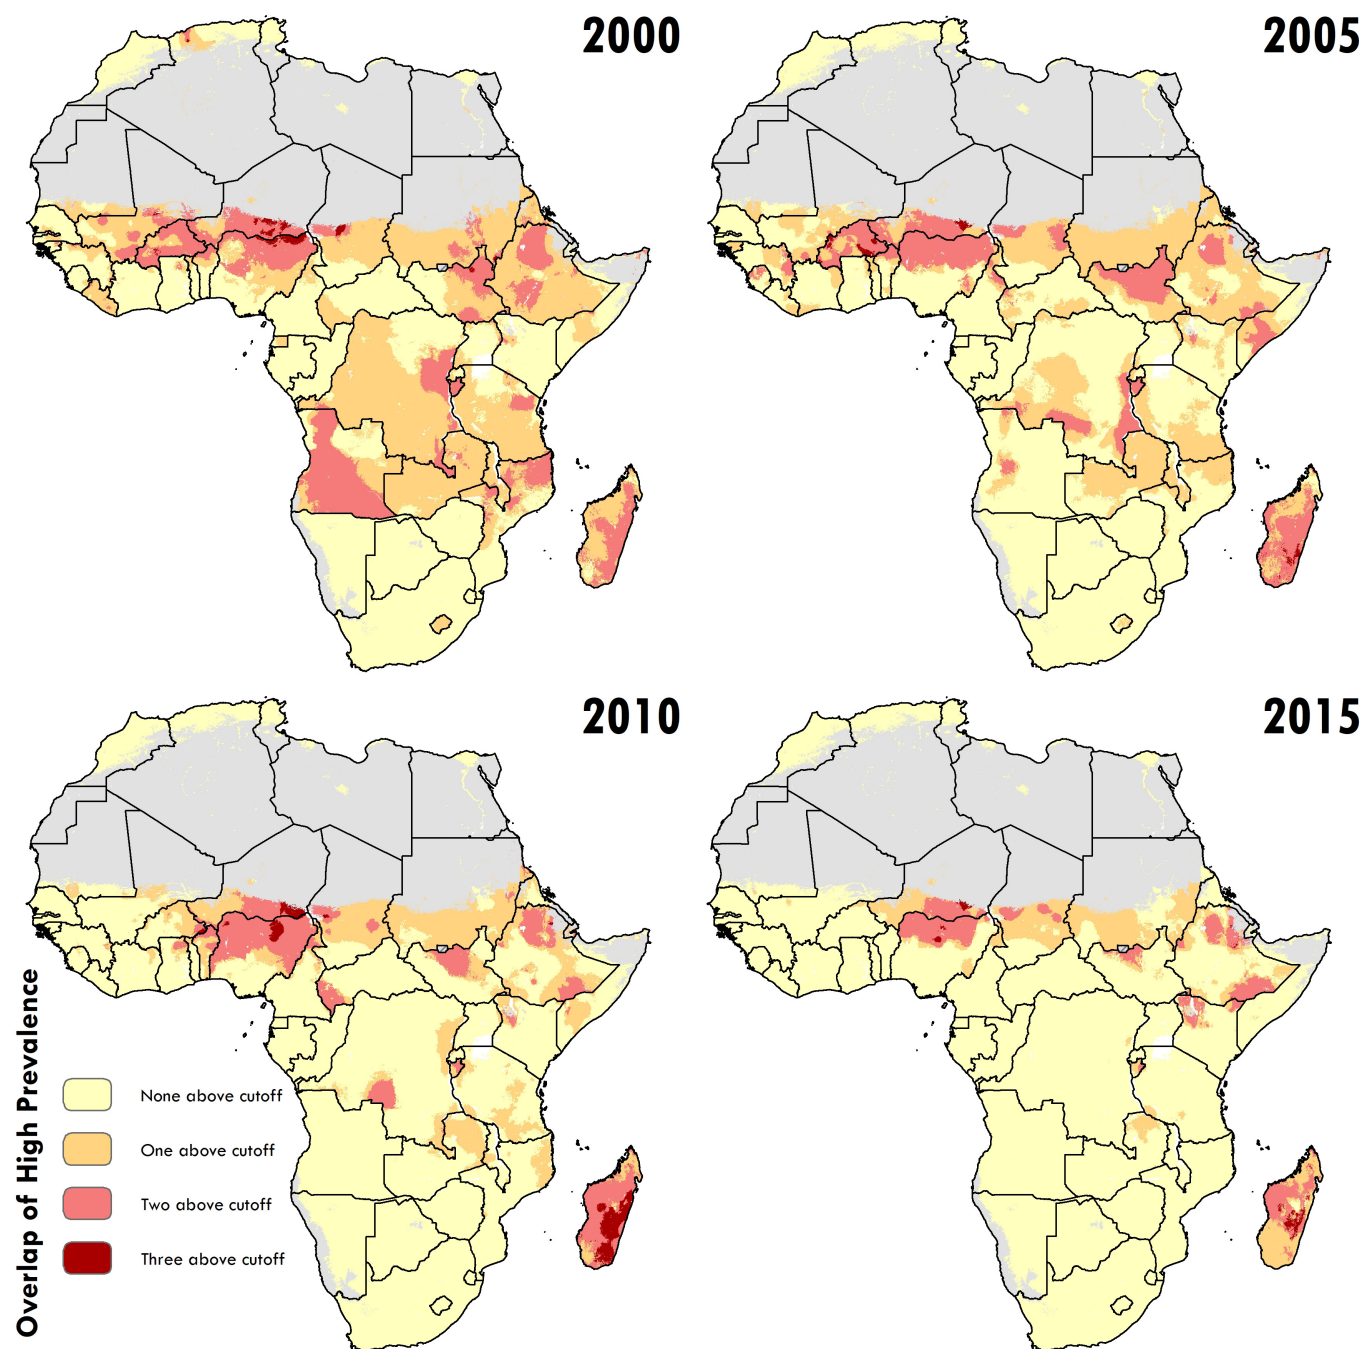 2000
2005
2010
2015
Overlap of High Prevalence
None above cutoff
One above cutoff
Two above cutoff
Three above cutoff